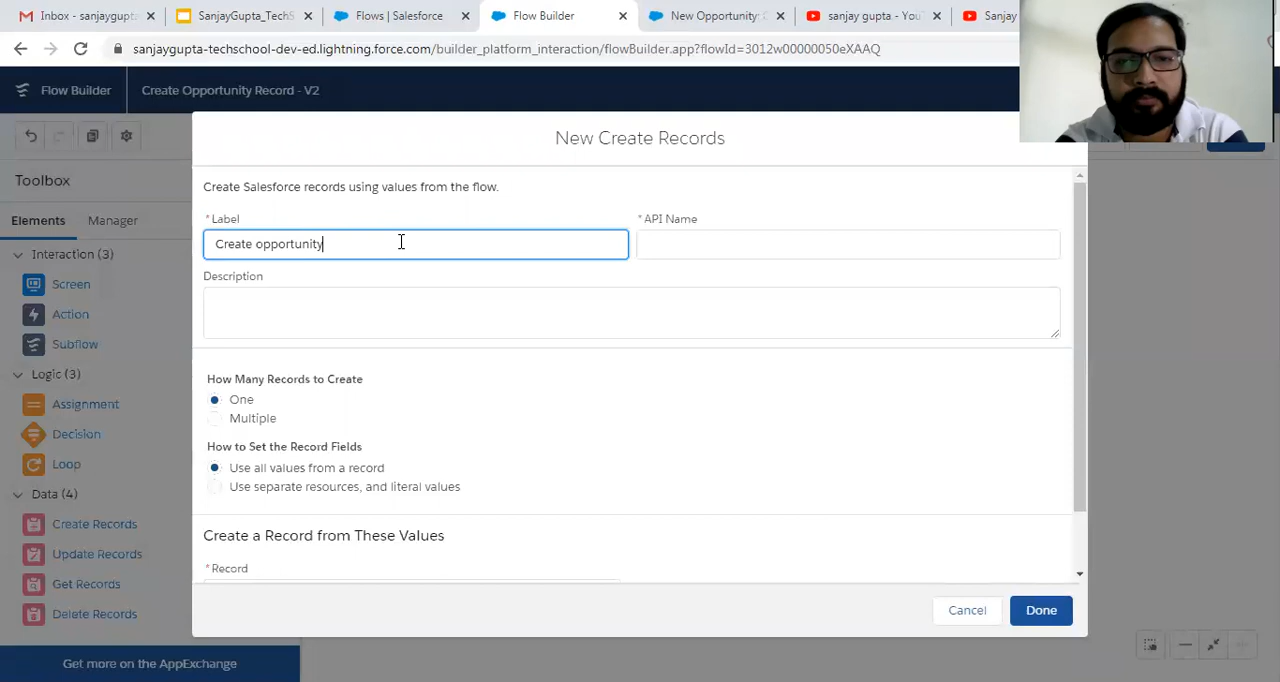 Inbox - sanjaygupta
SanjayGupta_TechS
Flows | Salesforce
Flow Builder
New Opportunity:
sanjay gupta - YouT
Sanjay
sanjaygupta-techschool-dev-ed.lightning.force.com/builder_platform_interaction/flowBuilder.app?flowId=3012w00000050eXAAQ
Flow Builder
Create Opportunity Record - V2
New Create Records
Toolbox
Create Salesforce records using values from the flow.
Elements
Manager
* Label
* API Name
Create opportunity
Interaction (3)
Description
Screen
Action
Subflow
Logic (3)
How Many Records to Create
One
Assignment
Multiple
Decision
How to Set the Record Fields
Loop
Use all values from a record
Use separate resources, and literal values
Data (4)
Create Records
Create a Record from These Values
Update Records
* Record
Get Records
Delete Records
Cancel
Done
Get more on the AppExchange